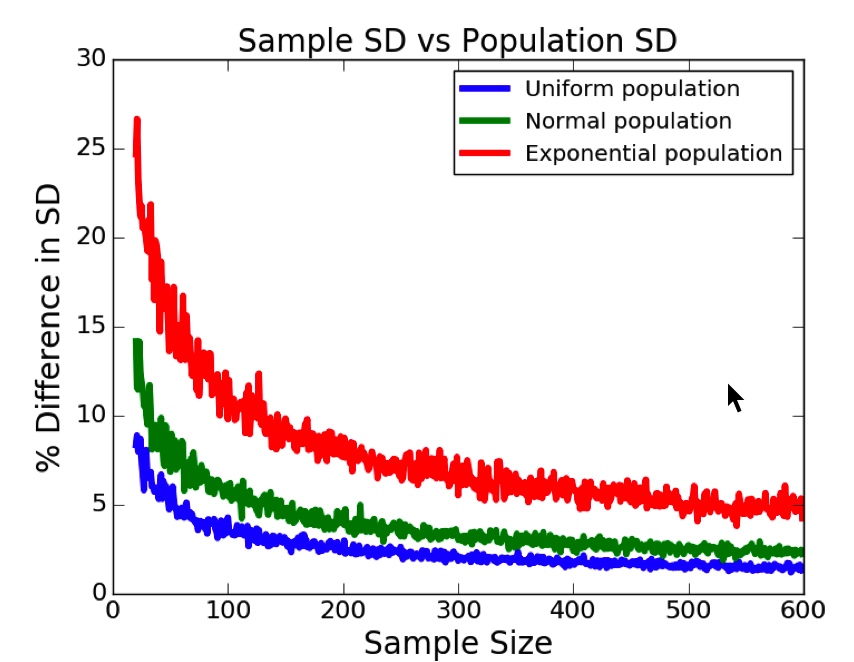 Sample SD vs Population SD
Uniform population
Normal population
Exponential population
% Difference in SD
30
25
20
15
10
5
0
0 100 200 300 400 500 600
Sample Size